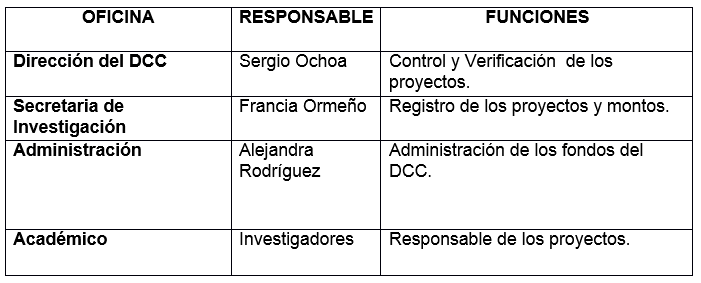 OFICINA RESPONSABLE FUNCIONES
Dirección del DCC Sergio Ochoa Control y Verificación de los
proyectos.
Secretaria de Francia Ormeño Registro de los proyectos y montos.
Investigación
Administración Alejandra Administración de los fondos del
Rodríguez DCC.
Académico Investigadores Responsable de los proyectos.